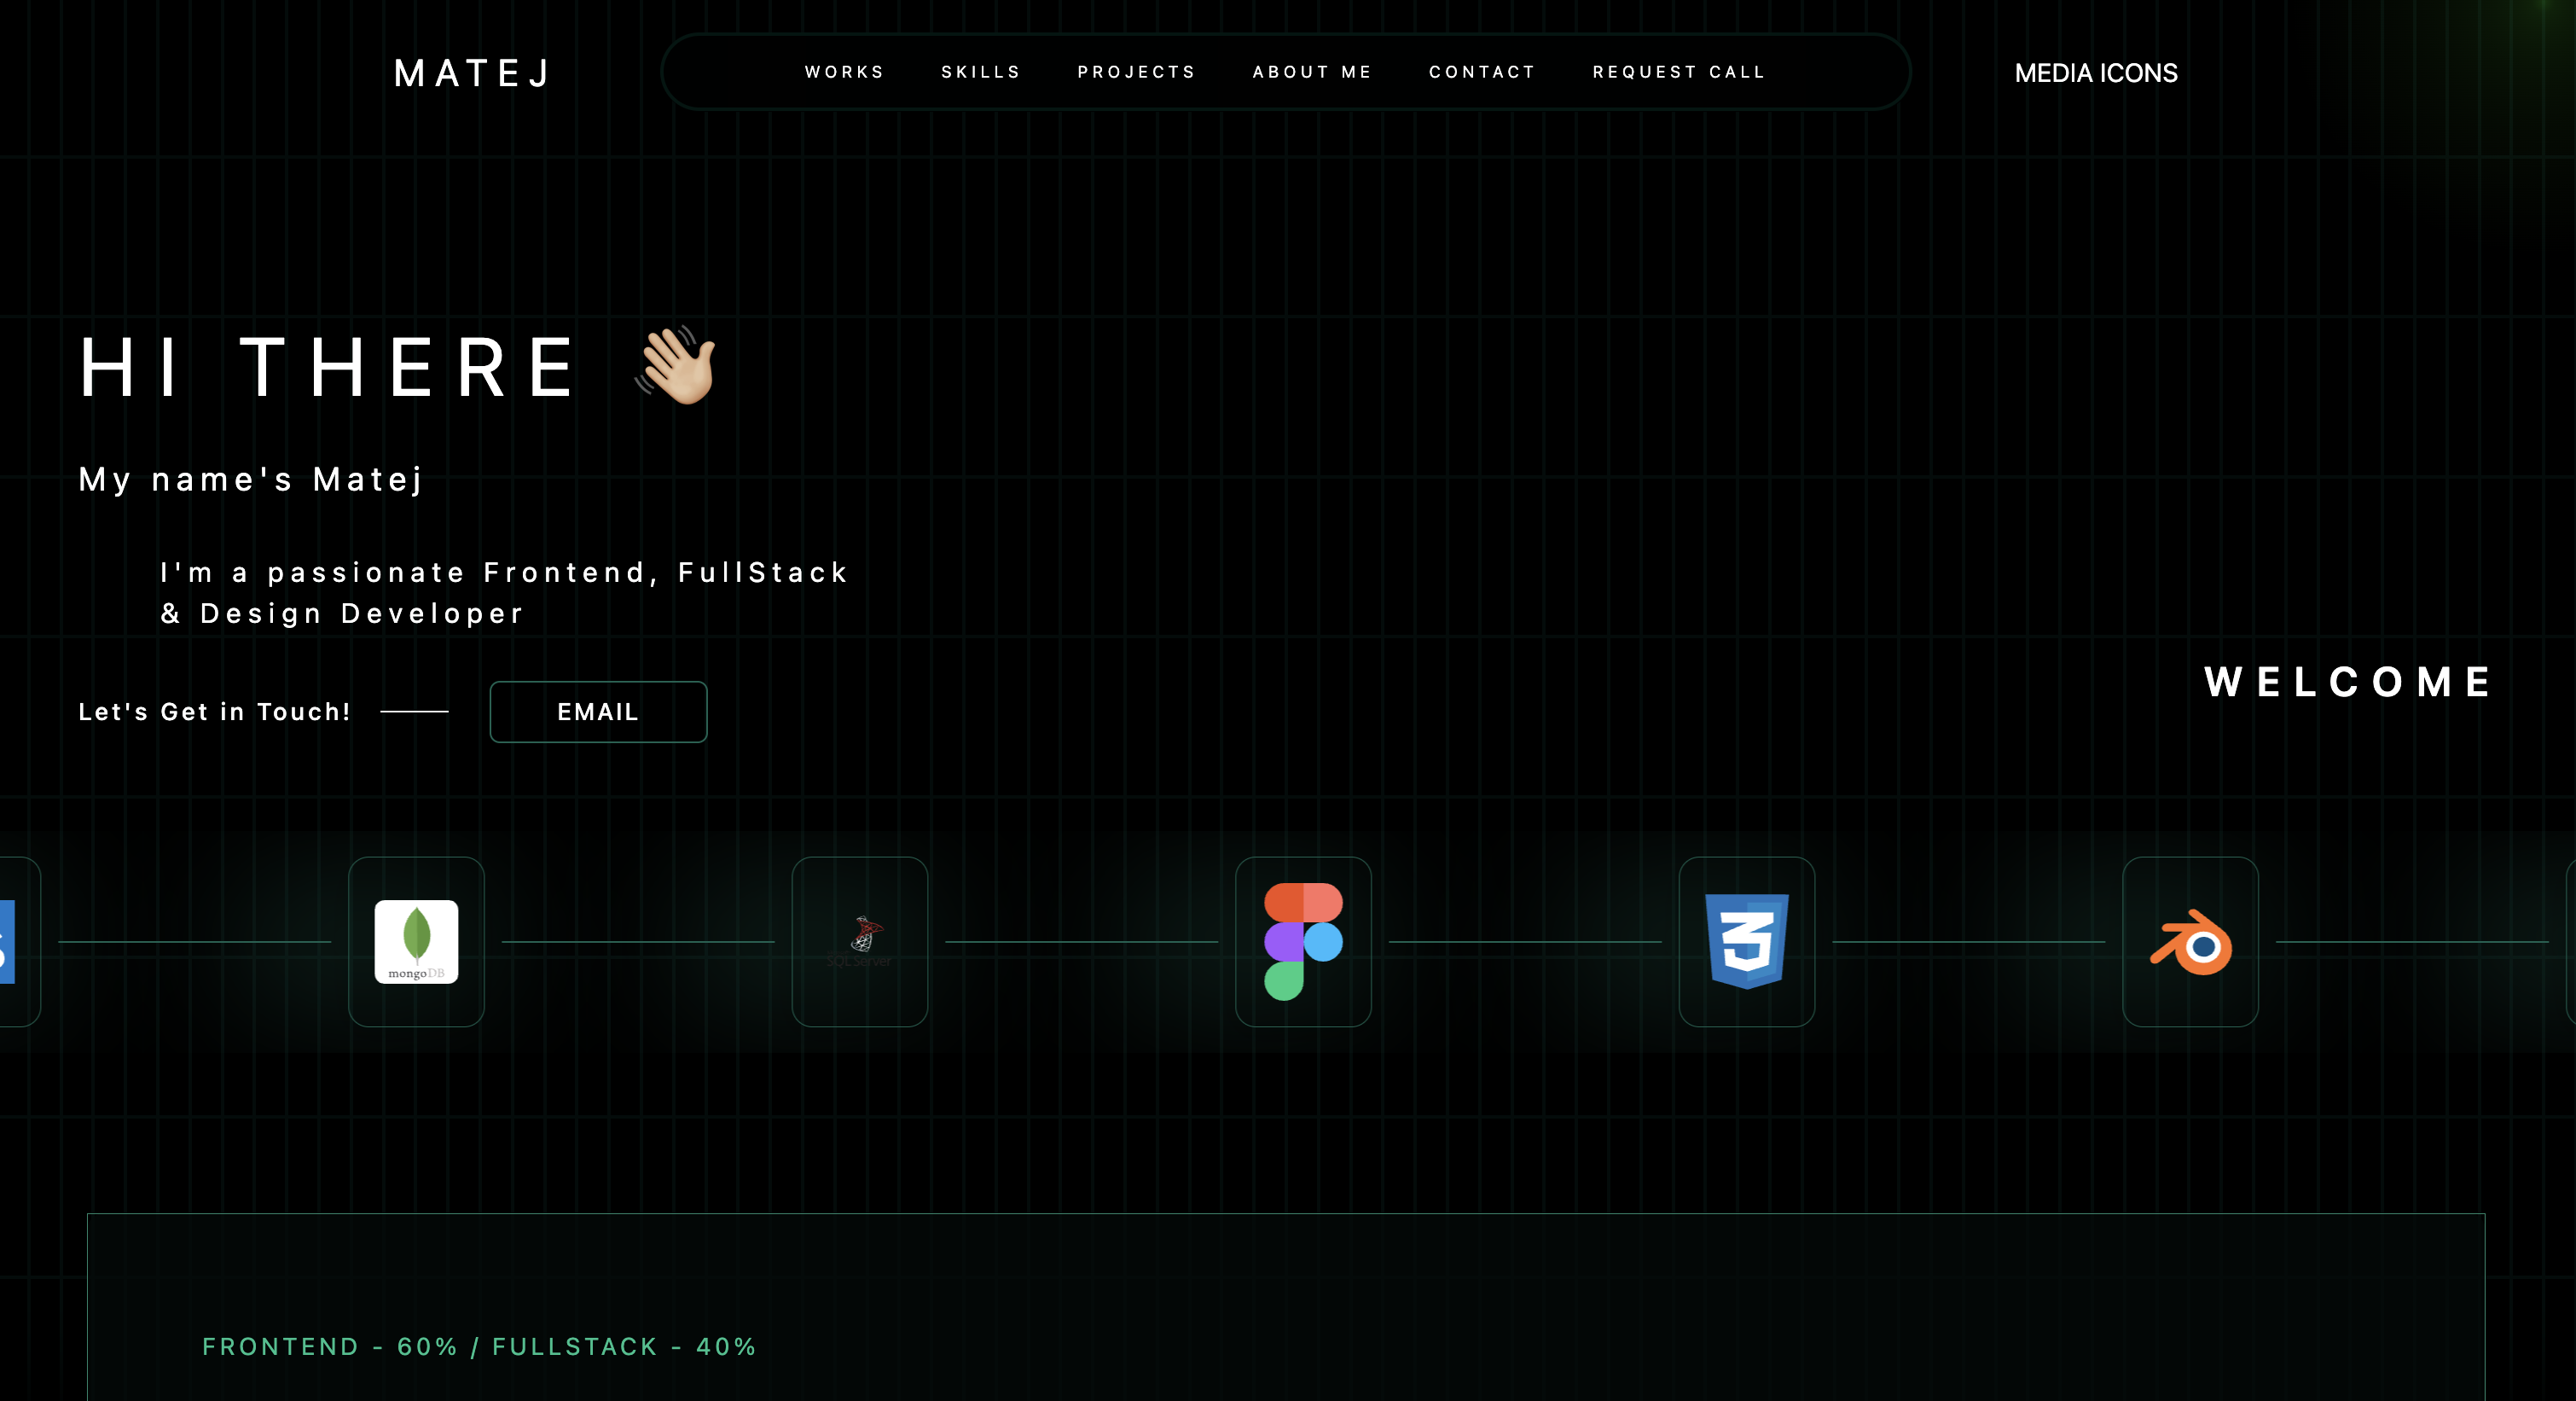 MATEJ
WORKS SKILLS PROJECTS ABOUT ME CONTACT REQUEST CALL
MEDIA ICONS
HI THERE 👋🏼
My name's Matej
I'm a passionate Frontend, FullStack
& Design Developer
WELCOME
Let's Get in Touch! EMAIL
mongoDB
SQL Server
FRONTEND - 60% / FULLSTACK - 40%